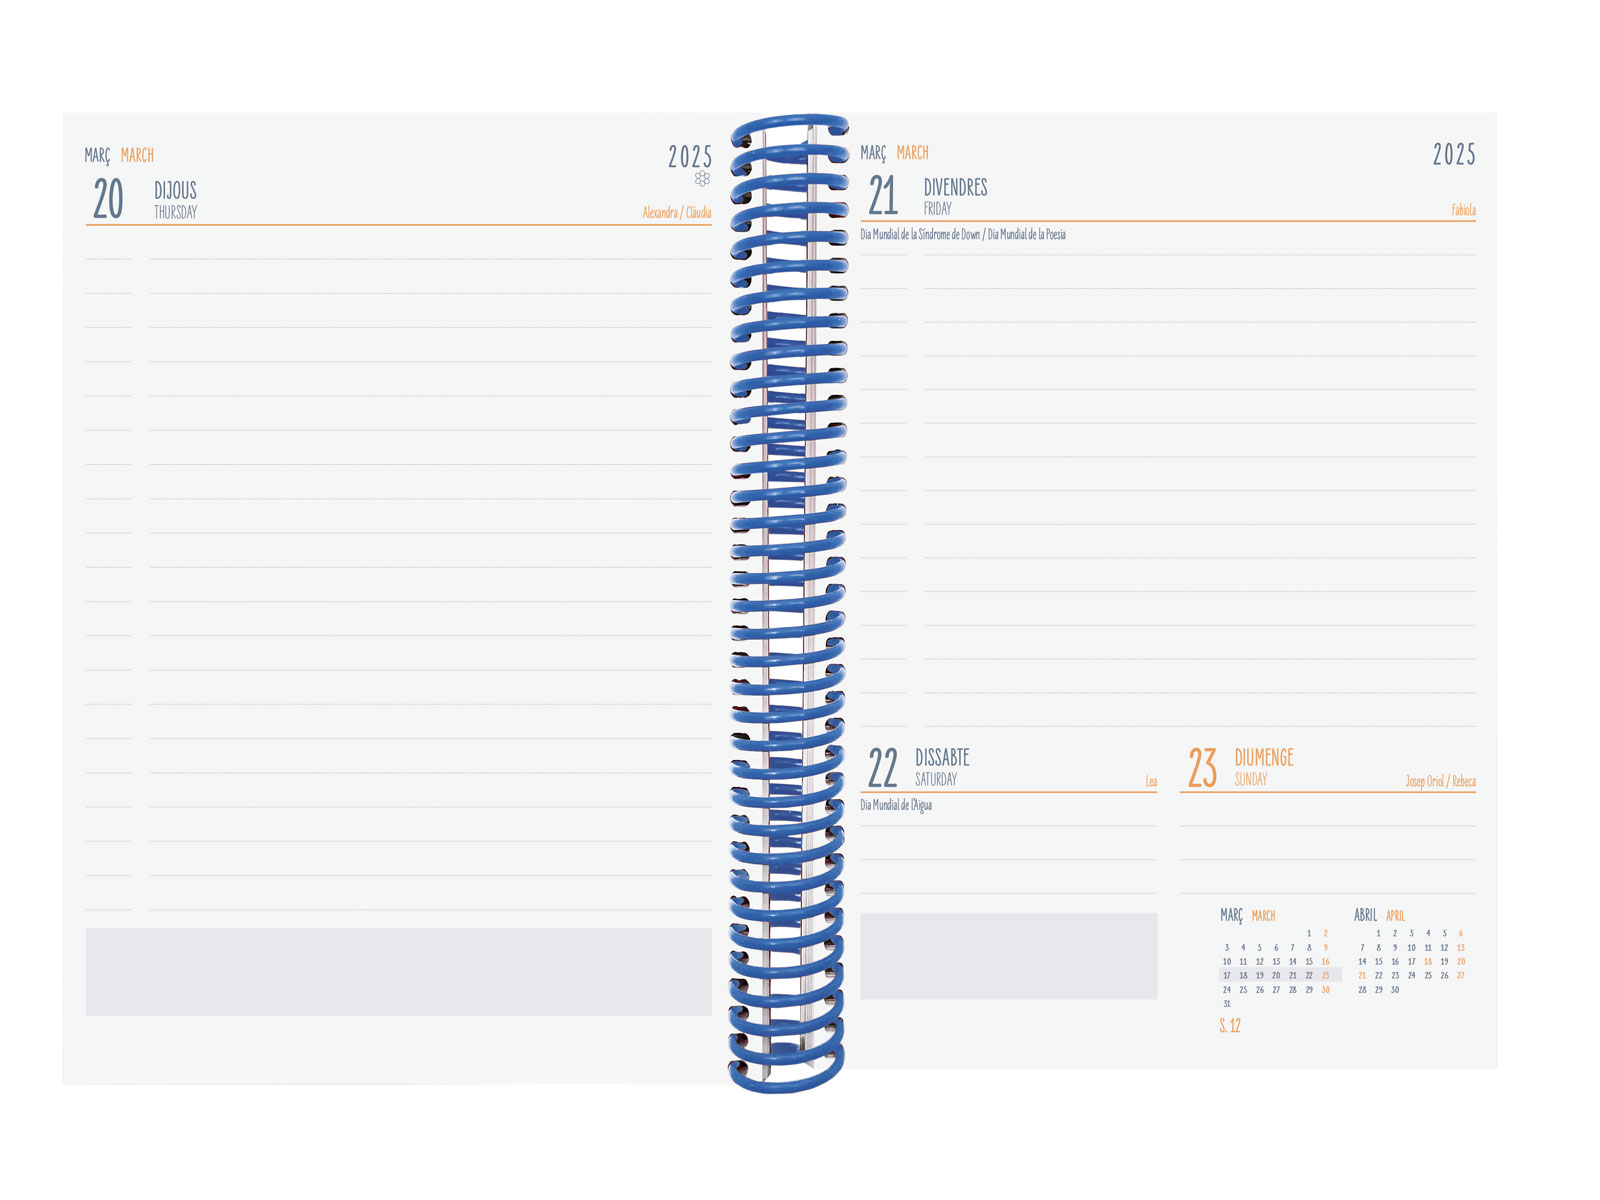 MARÇ MARCH 2025
20 DIJOUS
THURSDAY Alexandra / Clàudia
MARÇ MARCH 2025
21 DIVENDRES
FRIDAY Fabiola
Dia Mundial de la Síndrome de Down / Dia Mundial de la Poesia
22 DISSABTE
SATURDAY Lea
Dia Mundial de l'Aigua
23 DIUMENGE
SUNDAY Josep Oriol / Rebeca
MARÇ MARCH
1 2
3 4 5 6 7 8 9
10 11 12 13 14 15 16
17 18 19 20 21 22 23
24 25 26 27 28 29 30
31
S. 12
ABRIL APRIL
1 2 3 4 5 6
7 8 9 10 11 12 13
14 15 16 17 18 19 20
21 22 23 24 25 26 27
28 29 30